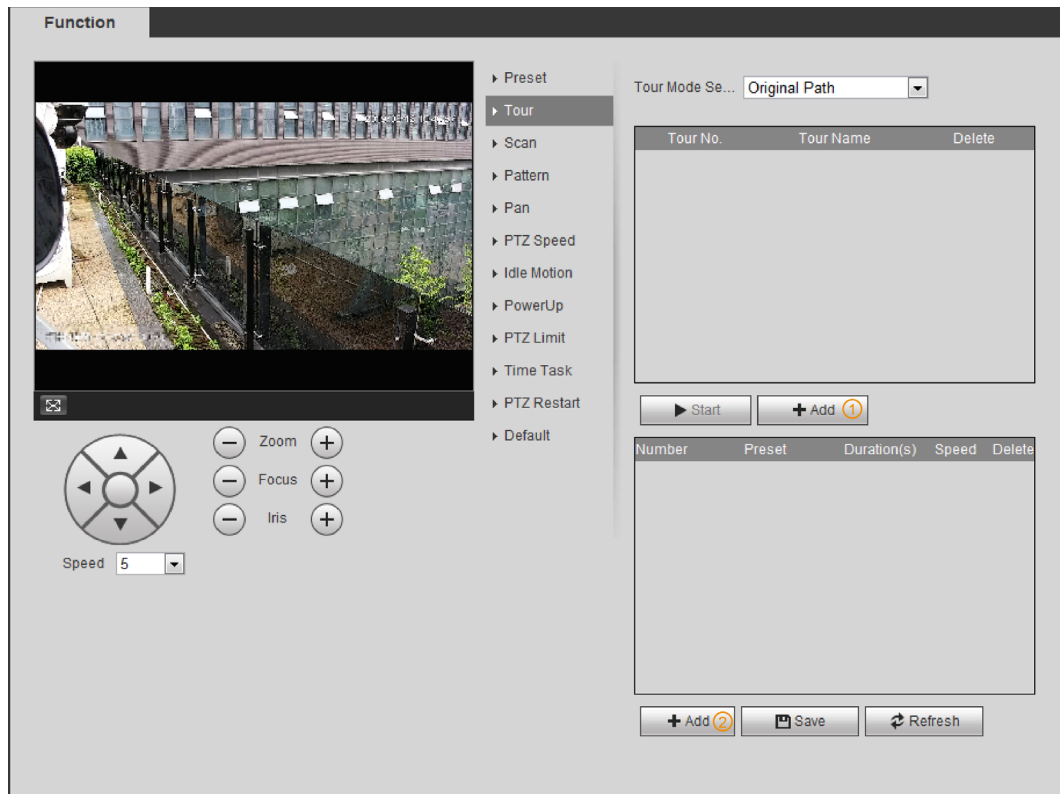 Function
Preset
Tour
Scan
Pattern
Pan
PTZ Speed
Idle Motion
PowerUp
PTZ Limit
Time Task
PTZ Restart
Default
Zoom
Focus
Iris
Speed 5
Tour Mode Se... Original Path
Tour No. Tour Name Delete
Start
Add 1
Number Preset Duration(s) Speed Delete
Add 2
Save
Refresh